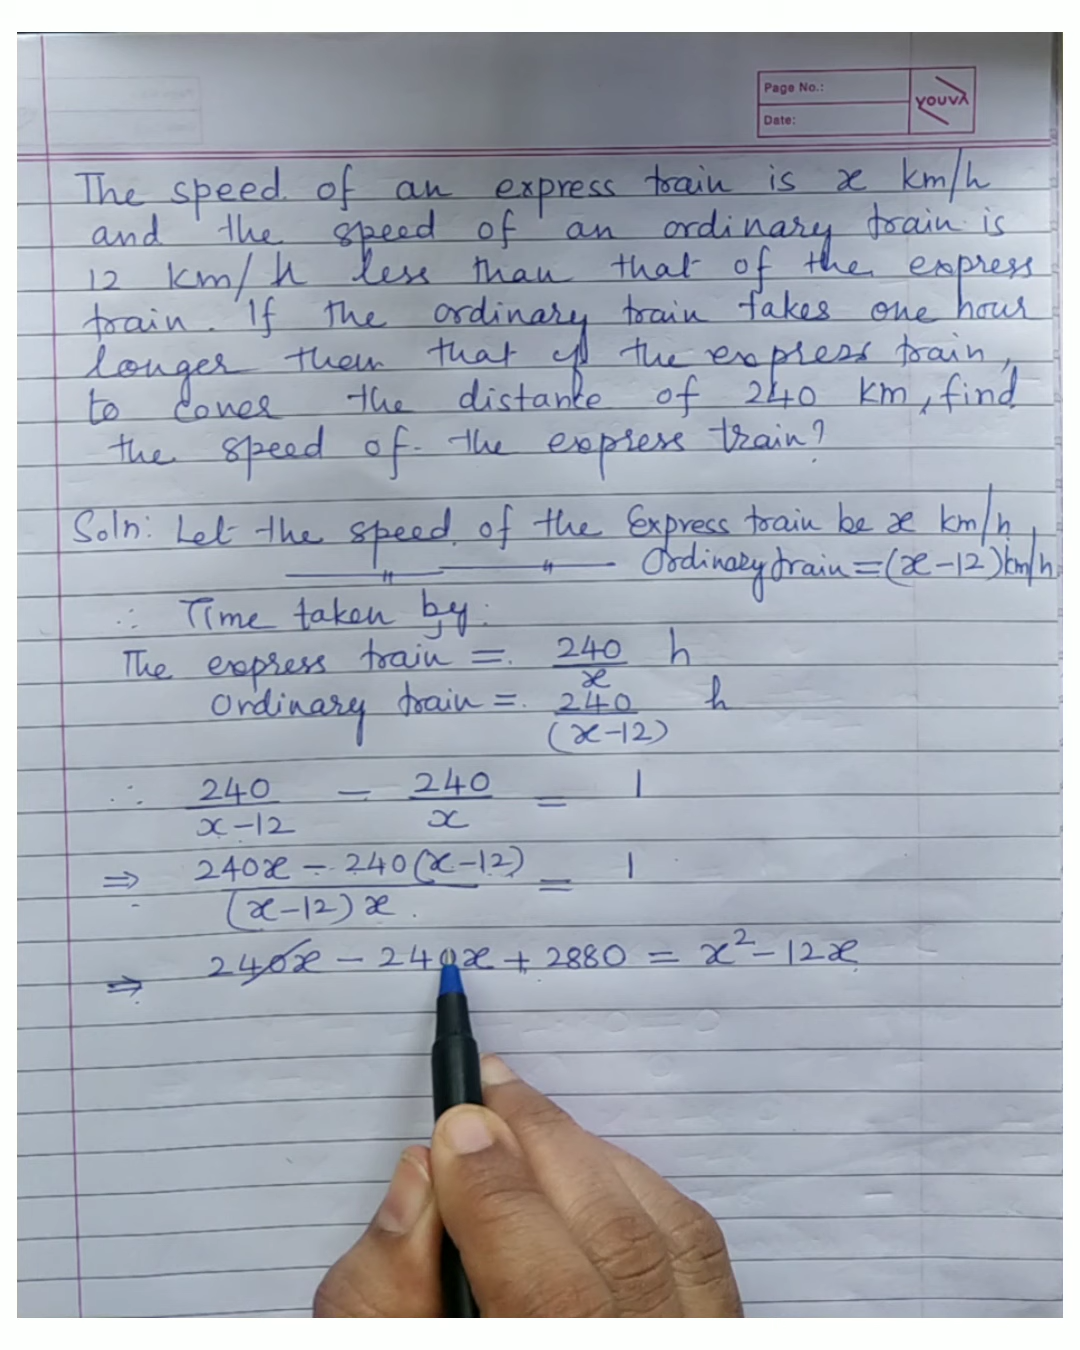 Page No.:
Date:
youva
The speed of an express train is x km/h
and the speed of an ordinary train is
12 km/h less than that of the express
train. If the ordinary train takes one hour
longer then that of the express train,
to cover the distance of 240 km, find
the speed of the express train?
Soln: Let the speed of the Express train be x km/h,
——〃—— ——〃—— Ordinary train = (x-12) km/h
∴ Time taken by:
The express train = 240/x h
Ordinary train = 240/(x-12) h
∴ 240/(x-12) - 240/x = 1
⇒ (240x - 240(x-12))/((x-12)x) = 1
⇒ 240x - 240x + 2880 = x² - 12x